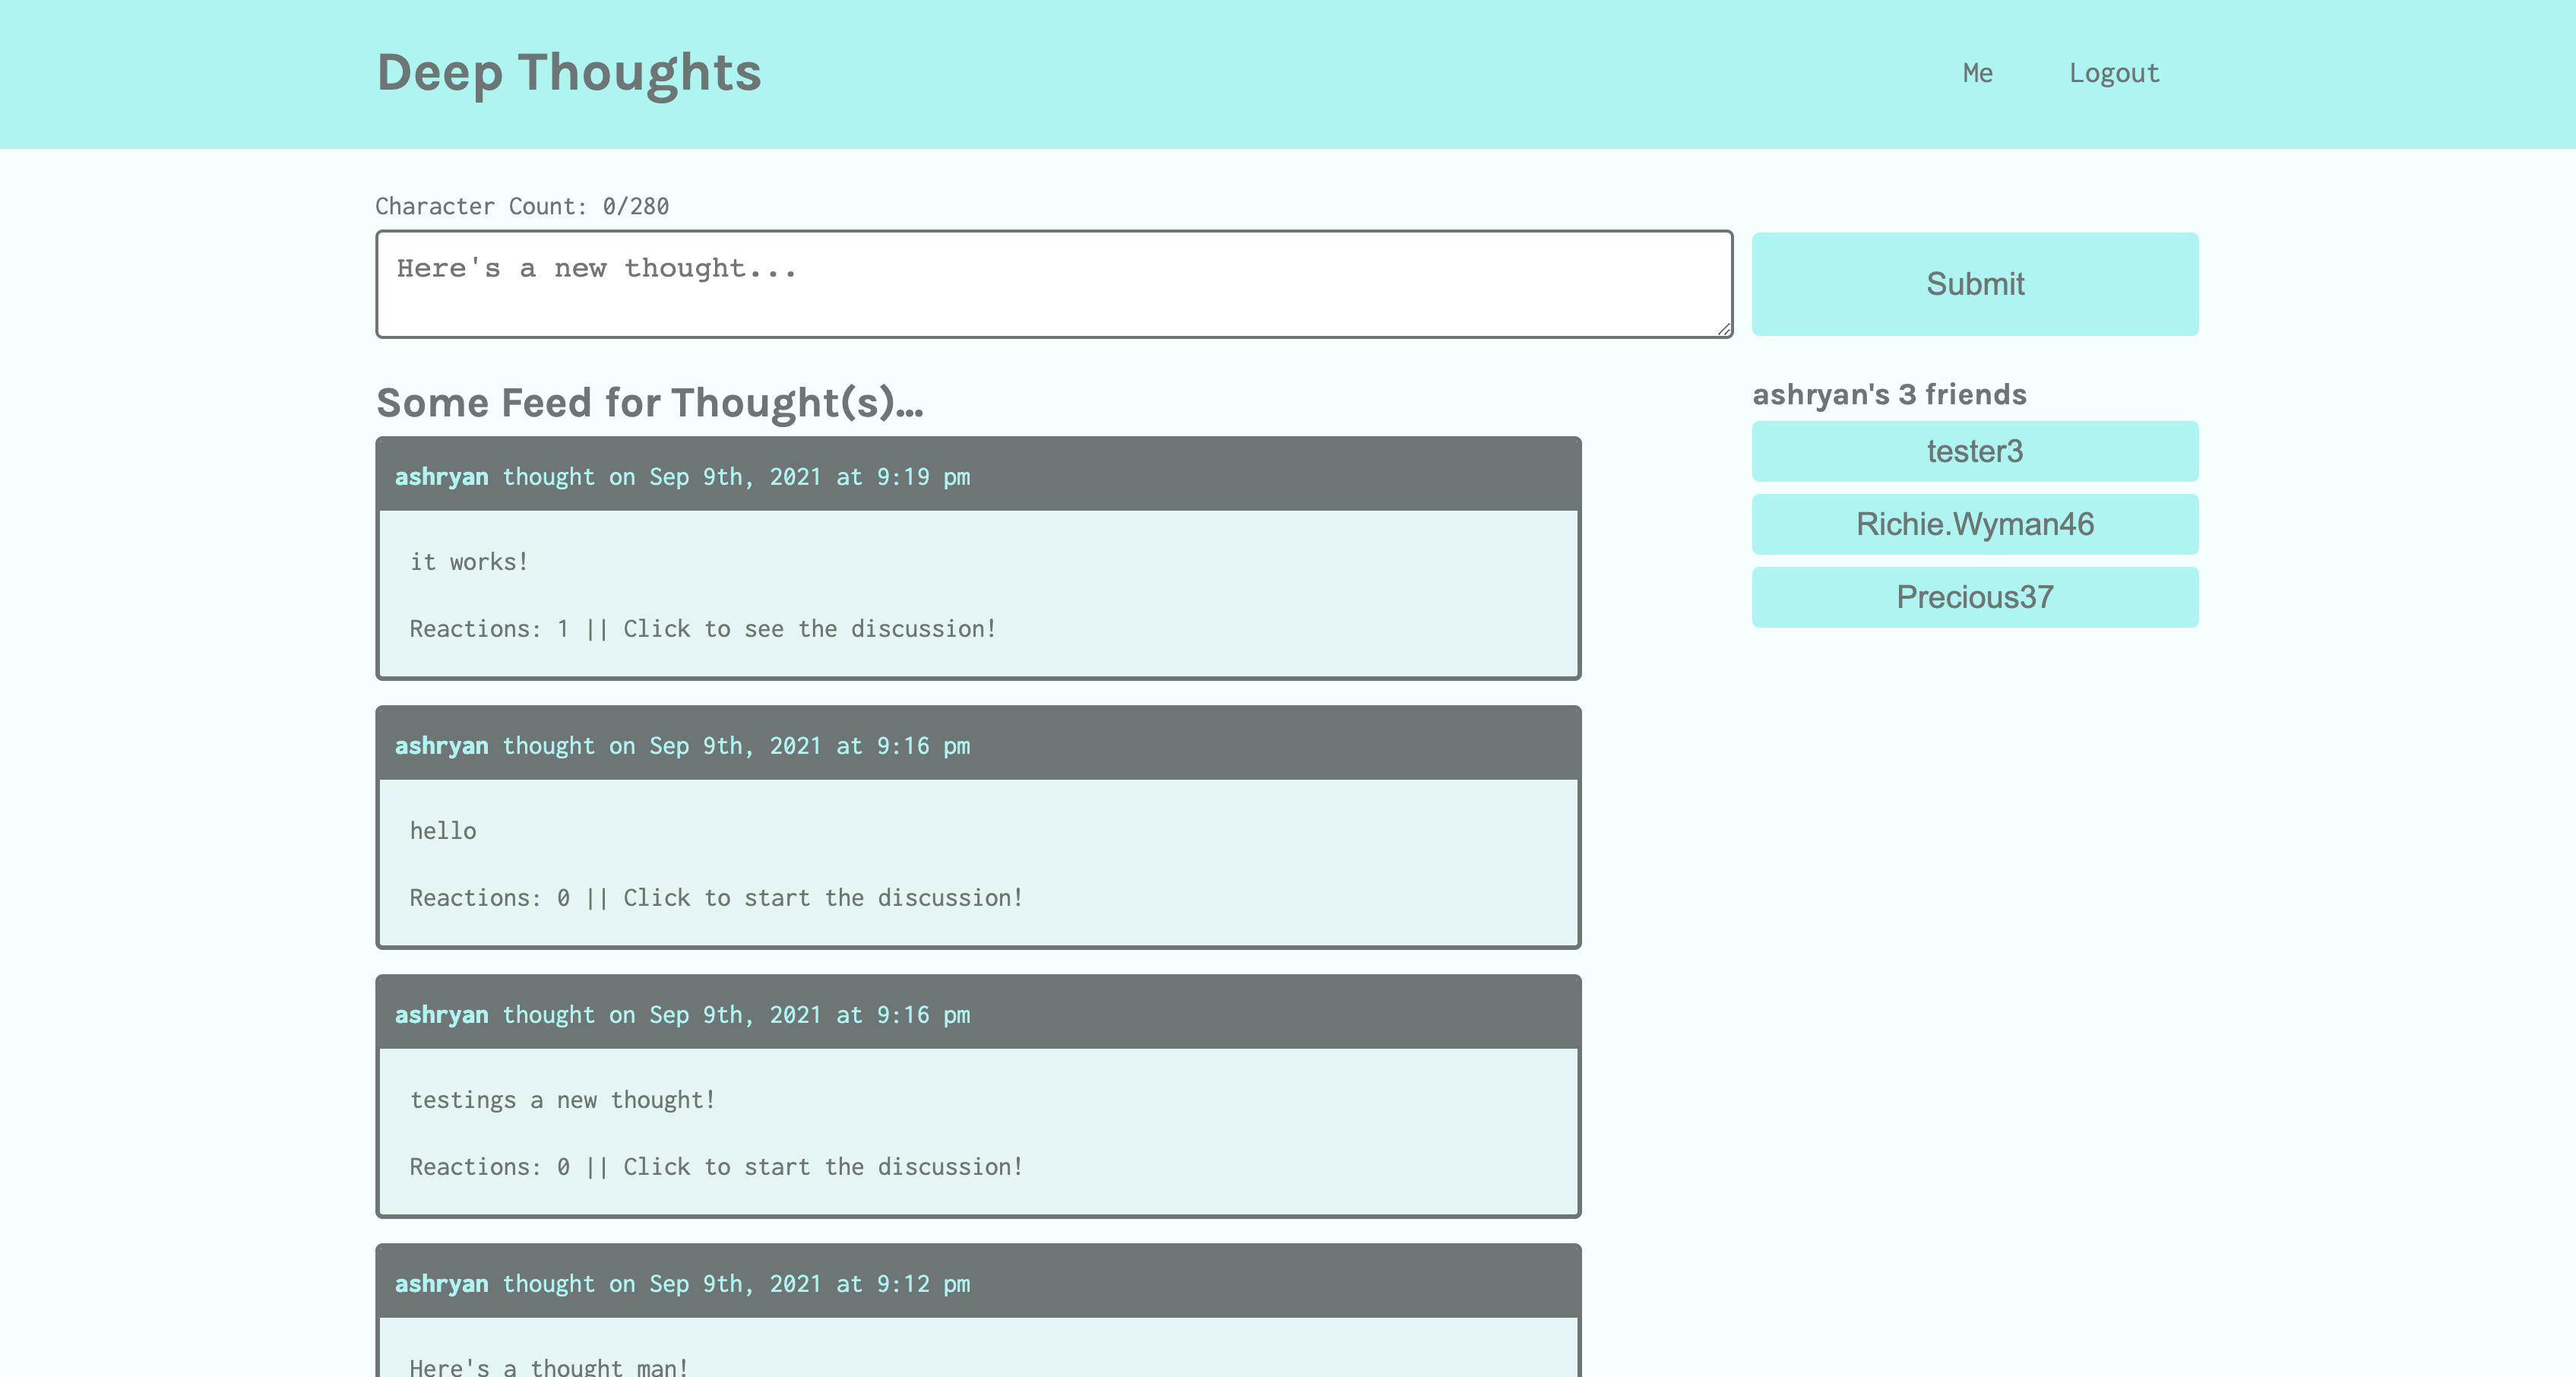 Deep Thoughts
Me
Logout
Character Count: 0/280
Here's a new thought...
Submit
Some Feed for Thought(s)...
ashryan thought on Sep 9th, 2021 at 9:19 pm
it works!
Reactions: 1 || Click to see the discussion!
ashryan thought on Sep 9th, 2021 at 9:16 pm
hello
Reactions: 0 || Click to start the discussion!
ashryan thought on Sep 9th, 2021 at 9:16 pm
testings a new thought!
Reactions: 0 || Click to start the discussion!
ashryan thought on Sep 9th, 2021 at 9:12 pm
Here's a thought man!
ashryan's 3 friends
tester3
Richie.Wyman46
Precious37